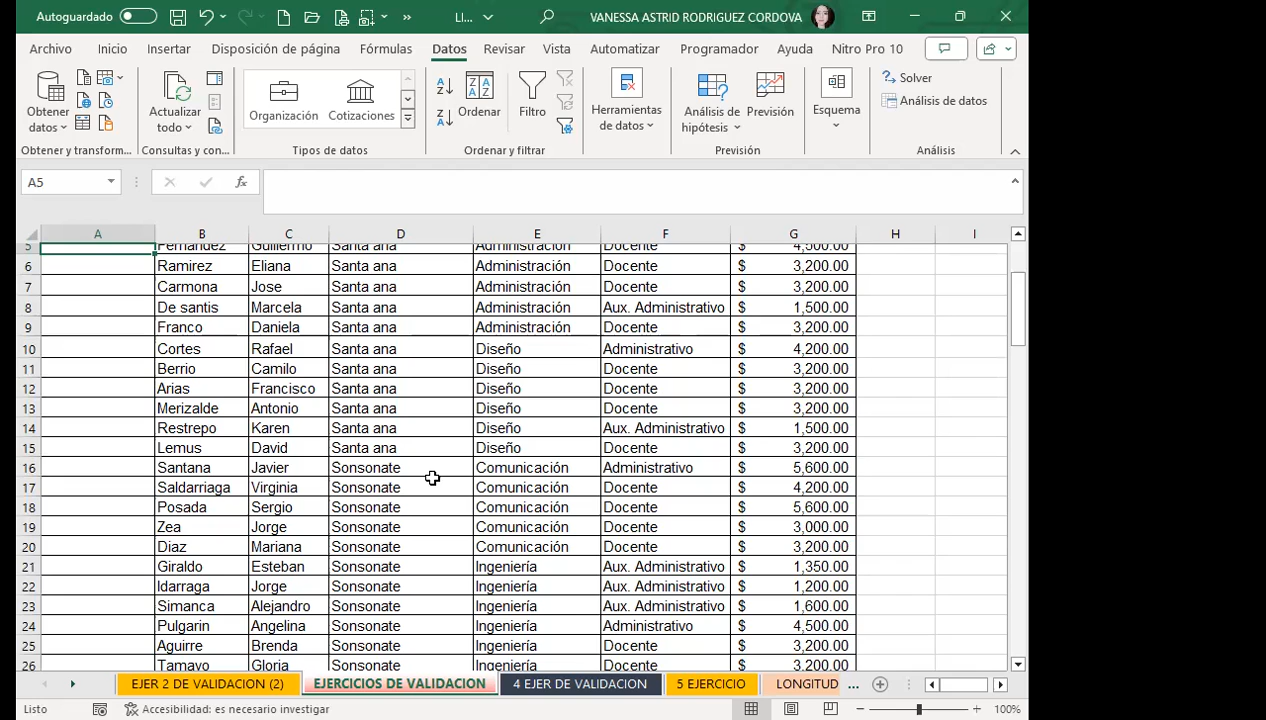 Autoguardado LI... VANESSA ASTRID RODRIGUEZ CORDOVA
Archivo Inicio Insertar Disposición de página Fórmulas Datos Revisar Vista Automatizar Programador Ayuda Nitro Pro 10
Obtener datos
Actualizar todo
Organización Cotizaciones
Ordenar
Filtro
Herramientas de datos
Análisis de hipótesis
Previsión
Esquema
Solver
Análisis de datos
Obtener y transform... Consultas y con... Tipos de datos Ordenar y filtrar Previsión Análisis
A5 fx
A B C D E F G H I
5 Fernandez Guillermo Santa ana Administración Docente $ 4,500.00
6 Ramirez Eliana Santa ana Administración Docente $ 3,200.00
7 Carmona Jose Santa ana Administración Docente $ 3,200.00
8 De santis Marcela Santa ana Administración Aux. Administrativo $ 1,500.00
9 Franco Daniela Santa ana Administración Docente $ 3,200.00
10 Cortes Rafael Santa ana Diseño Administrativo $ 4,200.00
11 Berrio Camilo Santa ana Diseño Docente $ 3,200.00
12 Arias Francisco Santa ana Diseño Docente $ 3,200.00
13 Merizalde Antonio Santa ana Diseño Docente $ 3,200.00
14 Restrepo Karen Santa ana Diseño Aux. Administrativo $ 1,500.00
15 Lemus David Santa ana Diseño Docente $ 3,200.00
16 Santana Javier Sonsonate Comunicación Administrativo $ 5,600.00
17 Saldarriaga Virginia Sonsonate Comunicación Docente $ 4,200.00
18 Posada Sergio Sonsonate Comunicación Docente $ 5,600.00
19 Zea Jorge Sonsonate Comunicación Docente $ 3,000.00
20 Diaz Mariana Sonsonate Comunicación Docente $ 3,200.00
21 Giraldo Esteban Sonsonate Ingeniería Aux. Administrativo $ 1,350.00
22 Idarraga Jorge Sonsonate Ingeniería Aux. Administrativo $ 1,200.00
23 Simanca Alejandro Sonsonate Ingeniería Aux. Administrativo $ 1,600.00
24 Pulgarin Angelina Sonsonate Ingeniería Administrativo $ 4,500.00
25 Aguirre Brenda Sonsonate Ingeniería Docente $ 3,200.00
26 Tamayo Gloria Sonsonate Ingeniería Docente $ 3,200.00
EJER 2 DE VALIDACION (2) EJERCICIOS DE VALIDACION 4 EJER DE VALIDACION 5 EJERCICIO LONGITUD ...
Listo Accesibilidad: es necesario investigar 100%